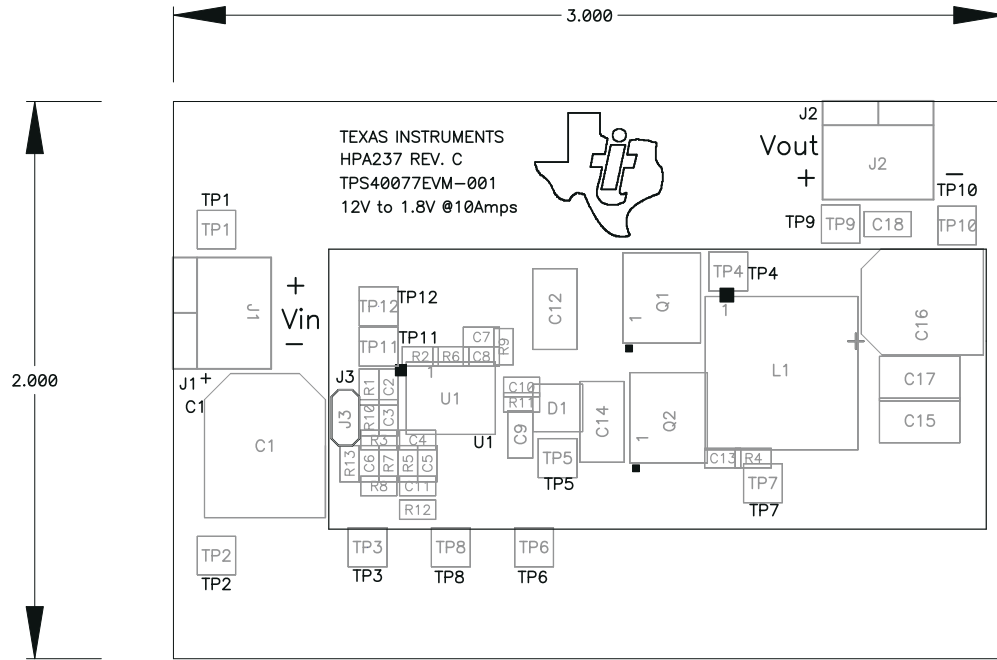 3.000
2.000
TEXAS INSTRUMENTS
HPA237 REV. C
TPS40077EVM-001
12V to 1.8V @10Amps
J2
Vout
+
J2
−
TP10
TP10
TP9
TP9
C18
TP1
TP1
J1
+
Vin
−
J1+
C1
C1
TP12
TP12
TP11
TP11
C7
R9
R2
R6
C8
1
U1
U1
J3
J3
R1
C2
R10
C3
R3
C4
R13
C6
R7
R5
C5
R8
C11
R12
C12
C10
R11
C9
D1
C14
TP5
TP5
Q1
1
Q2
1
TP4
TP4
1
L1
+
C16
C17
C15
C13
R4
TP7
TP7
TP2
TP2
TP3
TP3
TP8
TP8
TP6
TP6